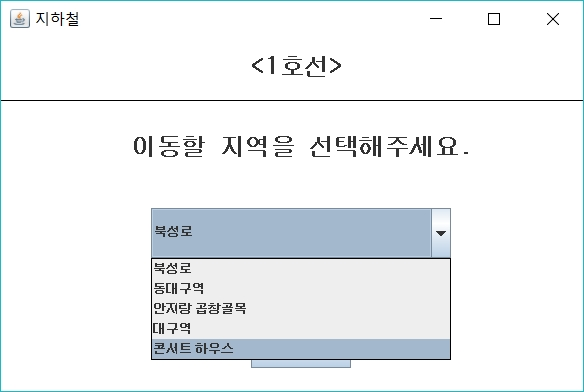 지하철
<1호선>
이동할 지역을 선택해주세요.
북성로
북성로
동대구역
안지랑 곱창골목
대구역
콘서트 하우스